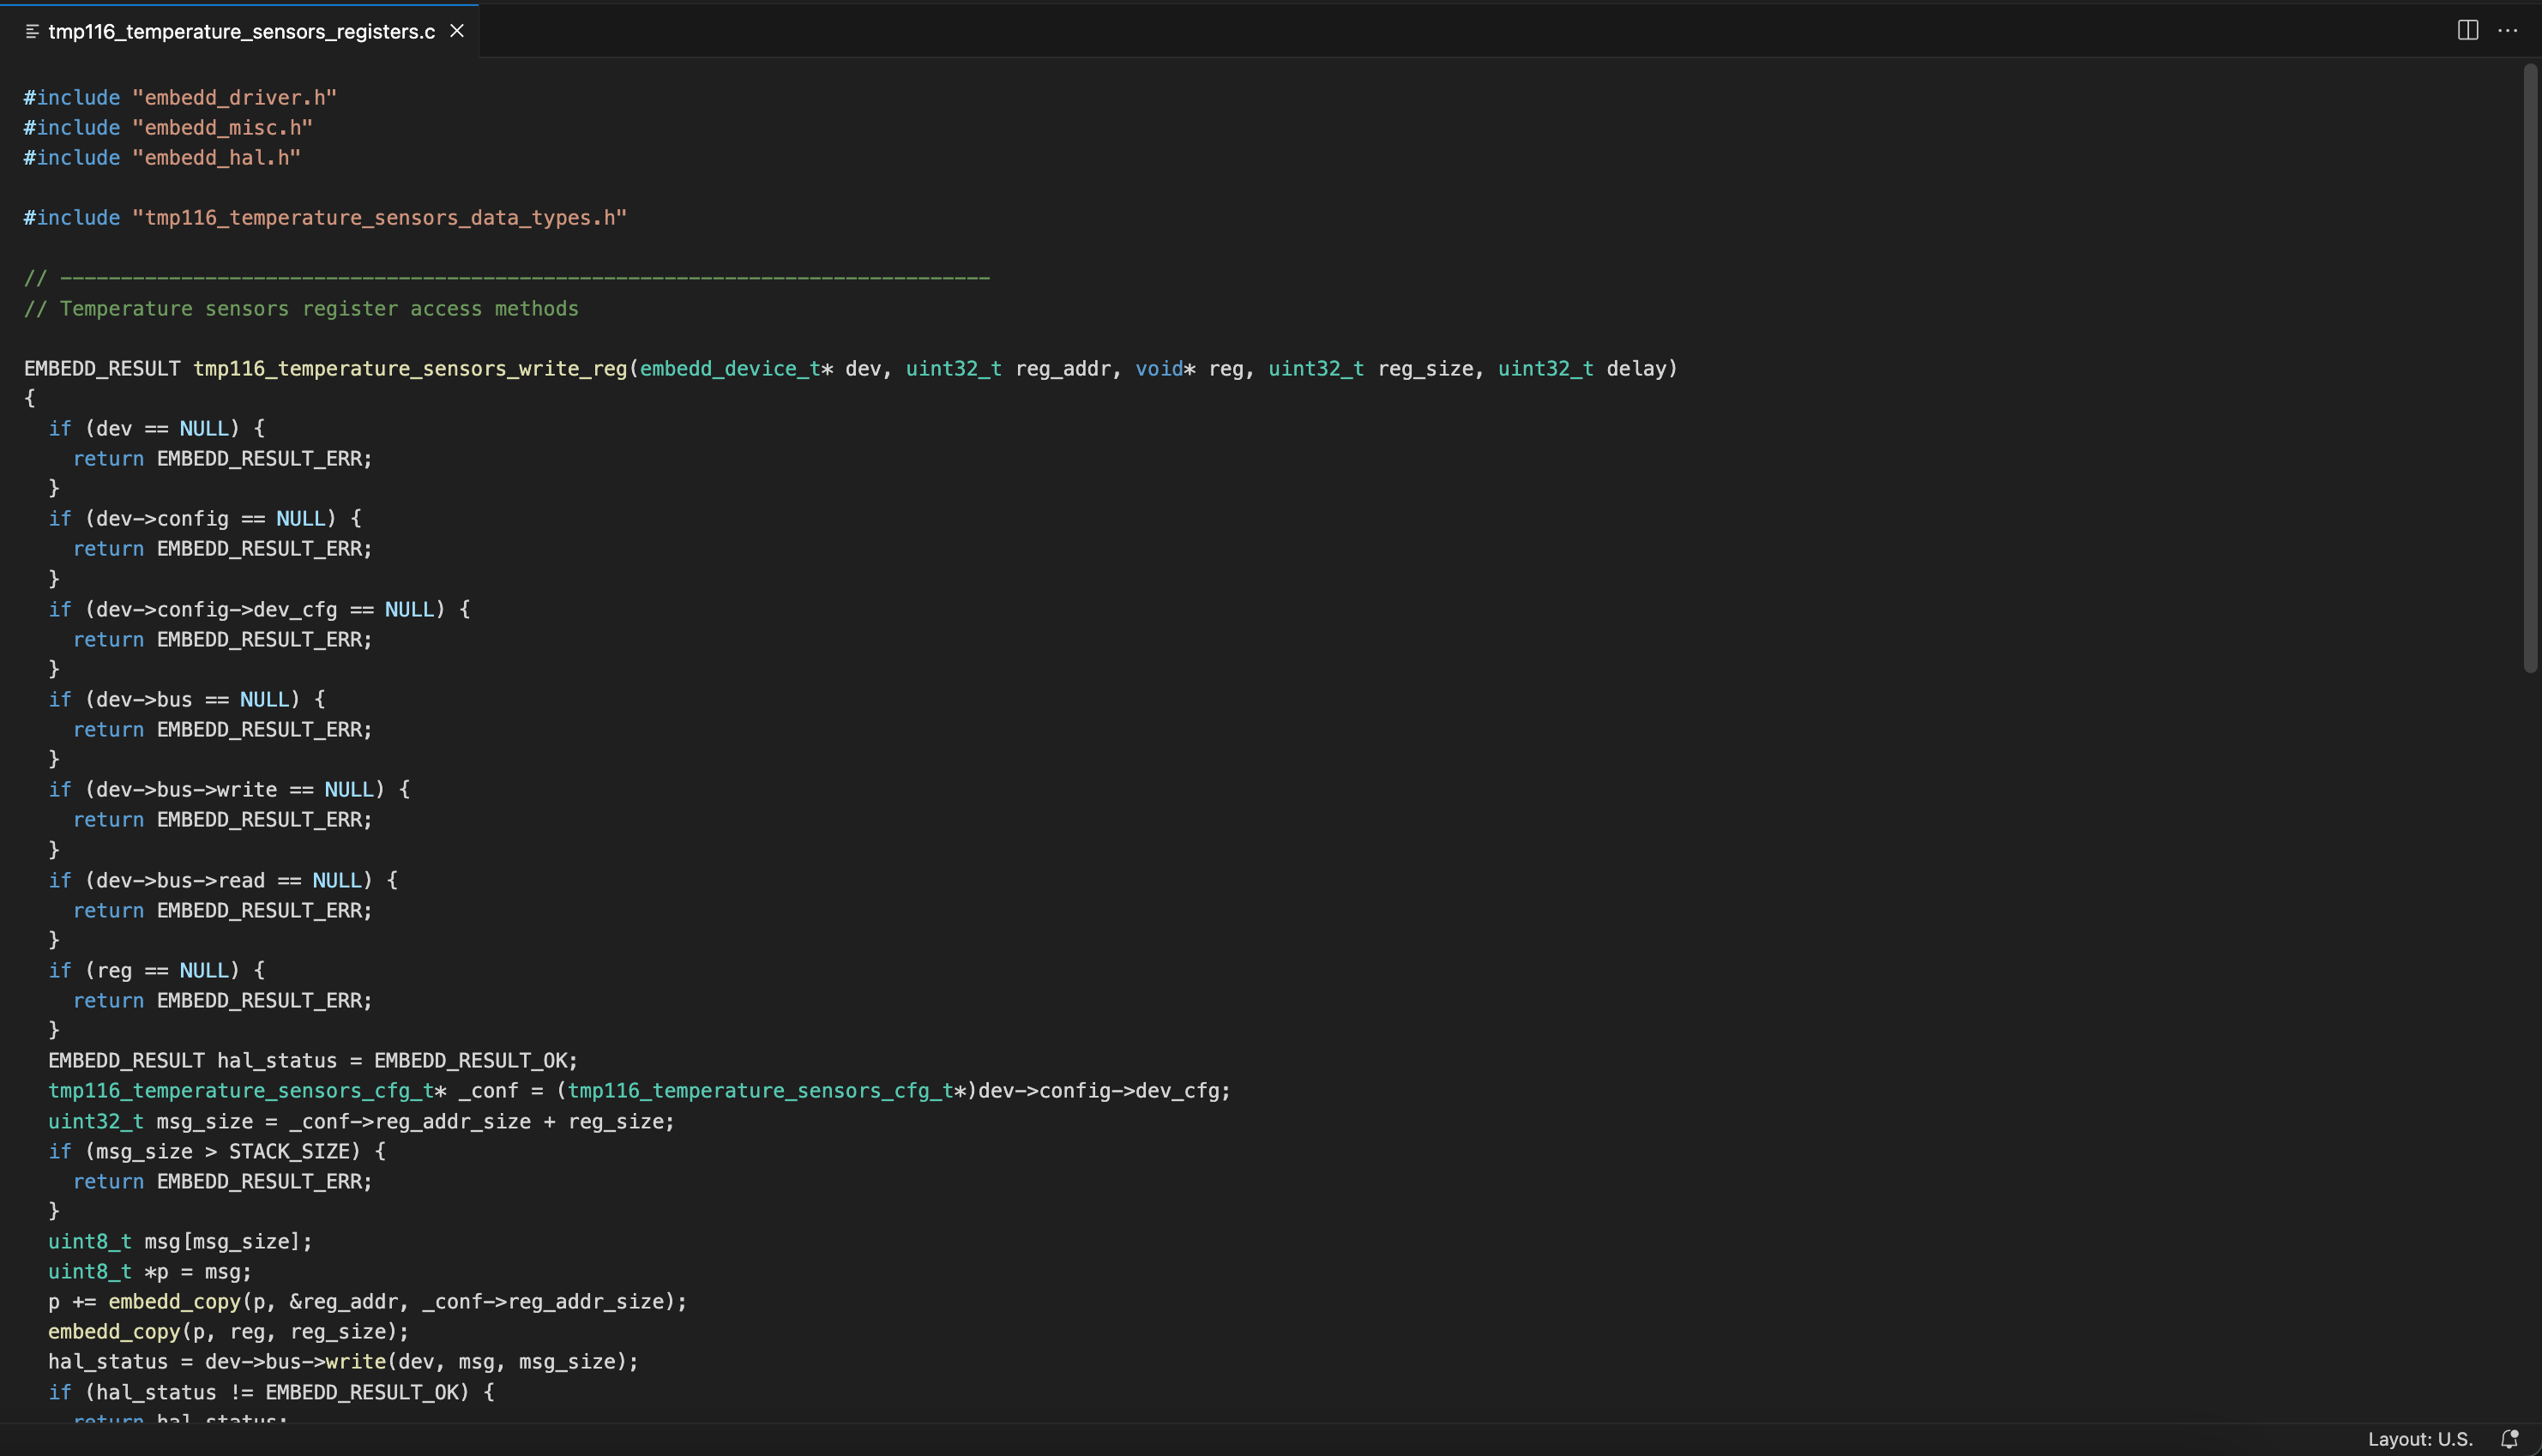 tmp116_temperature_sensors_registers.c
#include "embedd_driver.h"
#include "embedd_misc.h"
#include "embedd_hal.h"
#include "tmp116_temperature_sensors_data_types.h"
// -----------------------------------------------------------------------------
// Temperature sensors register access methods
EMBEDD_RESULT tmp116_temperature_sensors_write_reg(embedd_device_t* dev, uint32_t reg_addr, void* reg, uint32_t reg_size, uint32_t delay)
{
  if (dev == NULL) {
    return EMBEDD_RESULT_ERR;
  }
  if (dev->config == NULL) {
    return EMBEDD_RESULT_ERR;
  }
  if (dev->config->dev_cfg == NULL) {
    return EMBEDD_RESULT_ERR;
  }
  if (dev->bus == NULL) {
    return EMBEDD_RESULT_ERR;
  }
  if (dev->bus->write == NULL) {
    return EMBEDD_RESULT_ERR;
  }
  if (dev->bus->read == NULL) {
    return EMBEDD_RESULT_ERR;
  }
  if (reg == NULL) {
    return EMBEDD_RESULT_ERR;
  }
  EMBEDD_RESULT hal_status = EMBEDD_RESULT_OK;
  tmp116_temperature_sensors_cfg_t* _conf = (tmp116_temperature_sensors_cfg_t*)dev->config->dev_cfg;
  uint32_t msg_size = _conf->reg_addr_size + reg_size;
  if (msg_size > STACK_SIZE) {
    return EMBEDD_RESULT_ERR;
  }
  uint8_t msg[msg_size];
  uint8_t *p = msg;
  p += embedd_copy(p, &reg_addr, _conf->reg_addr_size);
  embedd_copy(p, reg, reg_size);
  hal_status = dev->bus->write(dev, msg, msg_size);
  if (hal_status != EMBEDD_RESULT_OK) {
    return hal_status;
Layout: U.S.